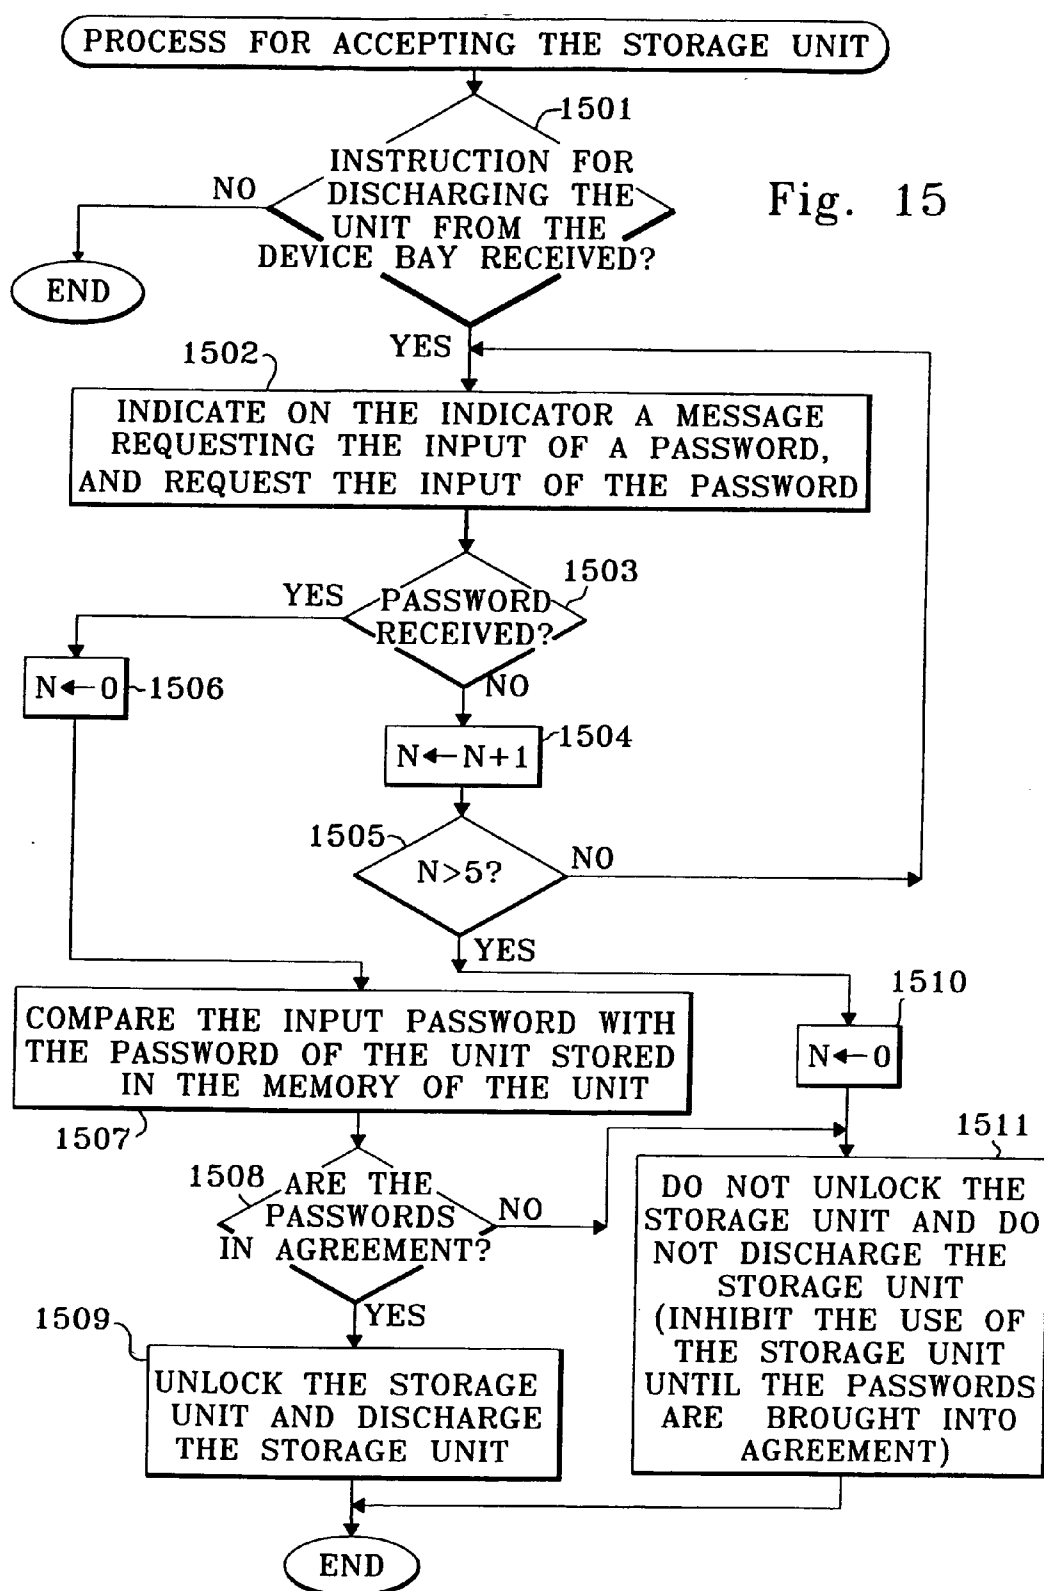 PROCESS FOR ACCEPTING THE STORAGE UNIT
1501
INSTRUCTION FOR
DISCHARGING THE
UNIT FROM THE
DEVICE BAY RECEIVED?
NO
Fig. 15
END
YES
1502
INDICATE ON THE INDICATOR A MESSAGE
REQUESTING THE INPUT OF A PASSWORD,
AND REQUEST THE INPUT OF THE PASSWORD
1503
YES
PASSWORD
RECEIVED?
N←0
1506
NO
1504
N←N+1
1505
N>5?
NO
YES
1510
N←0
COMPARE THE INPUT PASSWORD WITH
THE PASSWORD OF THE UNIT STORED
IN THE MEMORY OF THE UNIT
1507
1508
ARE THE
PASSWORDS
IN AGREEMENT?
NO
YES
1511
DO NOT UNLOCK THE
STORAGE UNIT AND DO
NOT DISCHARGE THE
STORAGE UNIT
(INHIBIT THE USE OF
THE STORAGE UNIT
UNTIL THE PASSWORDS
ARE BROUGHT INTO
AGREEMENT)
1509
UNLOCK THE STORAGE
UNIT AND DISCHARGE
THE STORAGE UNIT
END